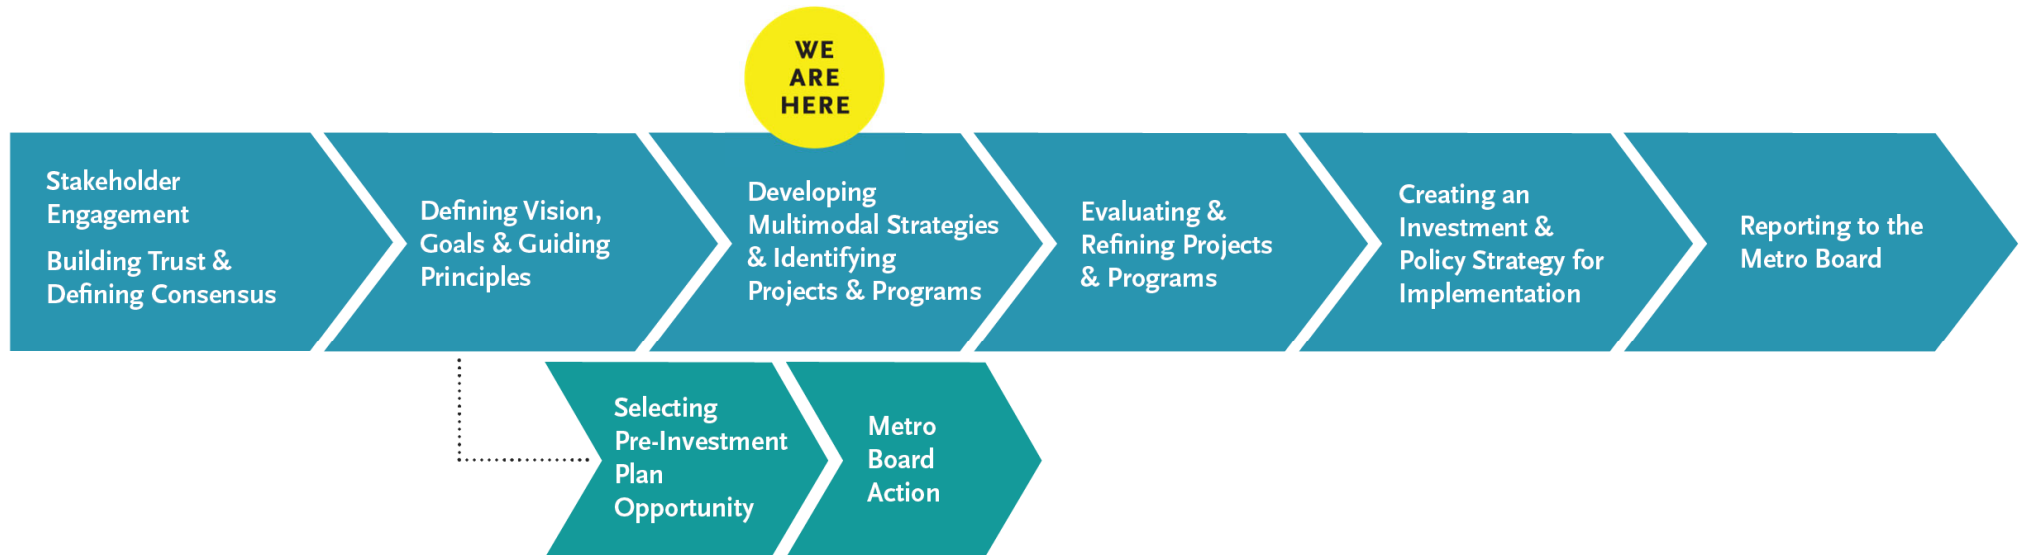 WE
ARE
HERE
Stakeholder
Engagement
Building Trust &
Defining Consensus
Defining Vision,
Goals & Guiding
Principles
Developing
Multimodal Strategies
& Identifying
Projects & Programs
Evaluating &
Refining Projects
& Programs
Creating an
Investment &
Policy Strategy for
Implementation
Reporting to the
Metro Board
Selecting
Pre-Investment
Plan
Opportunity
Metro
Board
Action